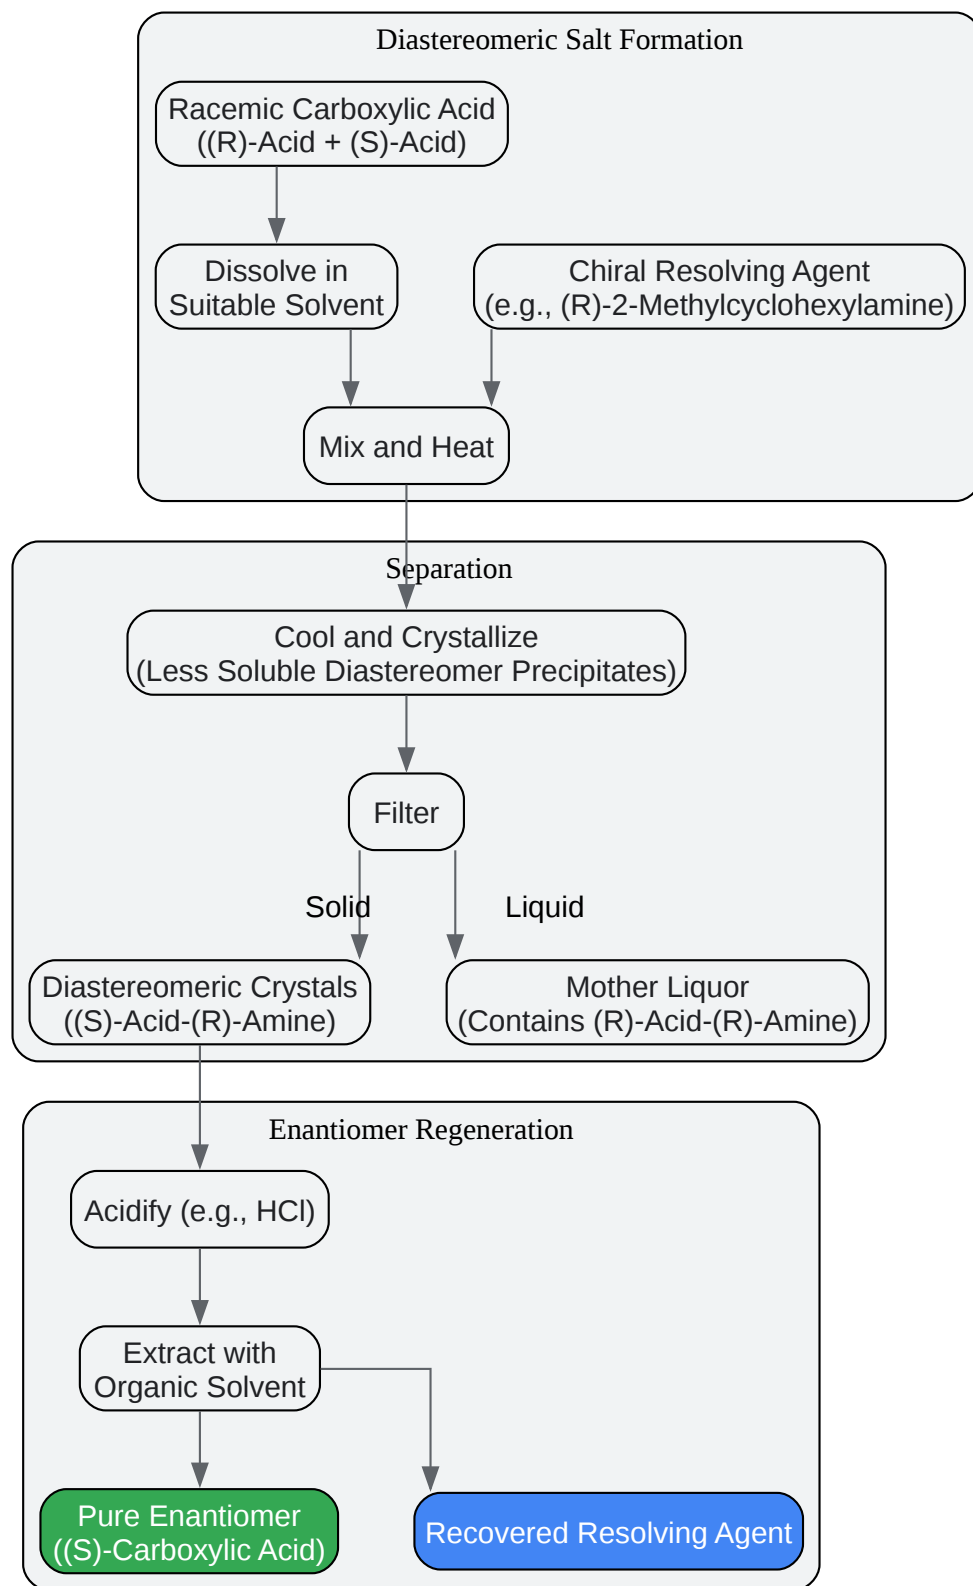 Diastereomeric Salt Formation
Racemic Carboxylic Acid
((R)-Acid + (S)-Acid)
Dissolve in
Suitable Solvent
Chiral Resolving Agent
(e.g., (R)-2-Methylcyclohexylamine)
Mix and Heat
Separation
Cool and Crystallize
(Less Soluble Diastereomer Precipitates)
Filter
Solid
Liquid
Diastereomeric Crystals
((S)-Acid-(R)-Amine)
Mother Liquor
(Contains (R)-Acid-(R)-Amine)
Enantiomer Regeneration
Acidify (e.g., HCl)
Extract with
Organic Solvent
Pure Enantiomer
((S)-Carboxylic Acid)
Recovered Resolving Agent